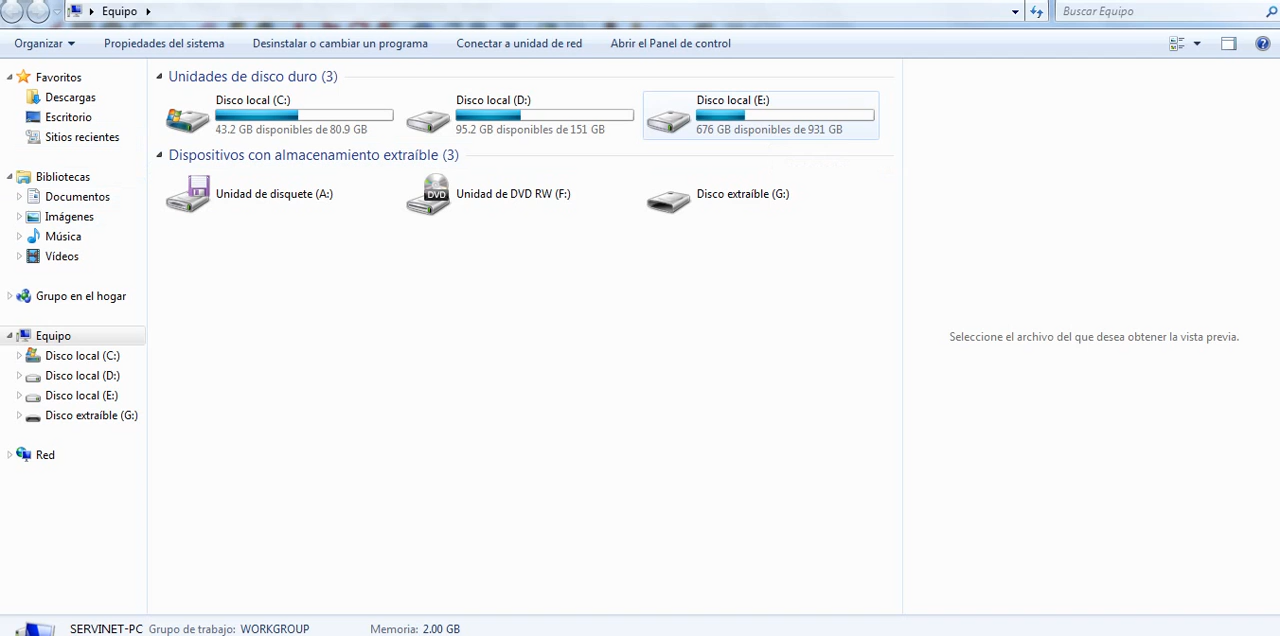 Equipo
Buscar Equipo
Organizar
Propiedades del sistema
Desinstalar o cambiar un programa
Conectar a unidad de red
Abrir el Panel de control
Favoritos
Descargas
Escritorio
Sitios recientes
Bibliotecas
Documentos
Imágenes
Música
Vídeos
Grupo en el hogar
Equipo
Disco local (C:)
Disco local (D:)
Disco local (E:)
Disco extraíble (G:)
Red
Unidades de disco duro (3)
Disco local (C:)
43.2 GB disponibles de 80.9 GB
Disco local (D:)
95.2 GB disponibles de 151 GB
Disco local (E:)
676 GB disponibles de 931 GB
Dispositivos con almacenamiento extraíble (3)
Unidad de disquete (A:)
DVD
Unidad de DVD RW (F:)
Disco extraíble (G:)
Seleccione el archivo del que desea obtener la vista previa.
SERVINET-PC Grupo de trabajo: WORKGROUP Memoria: 2.00 GB